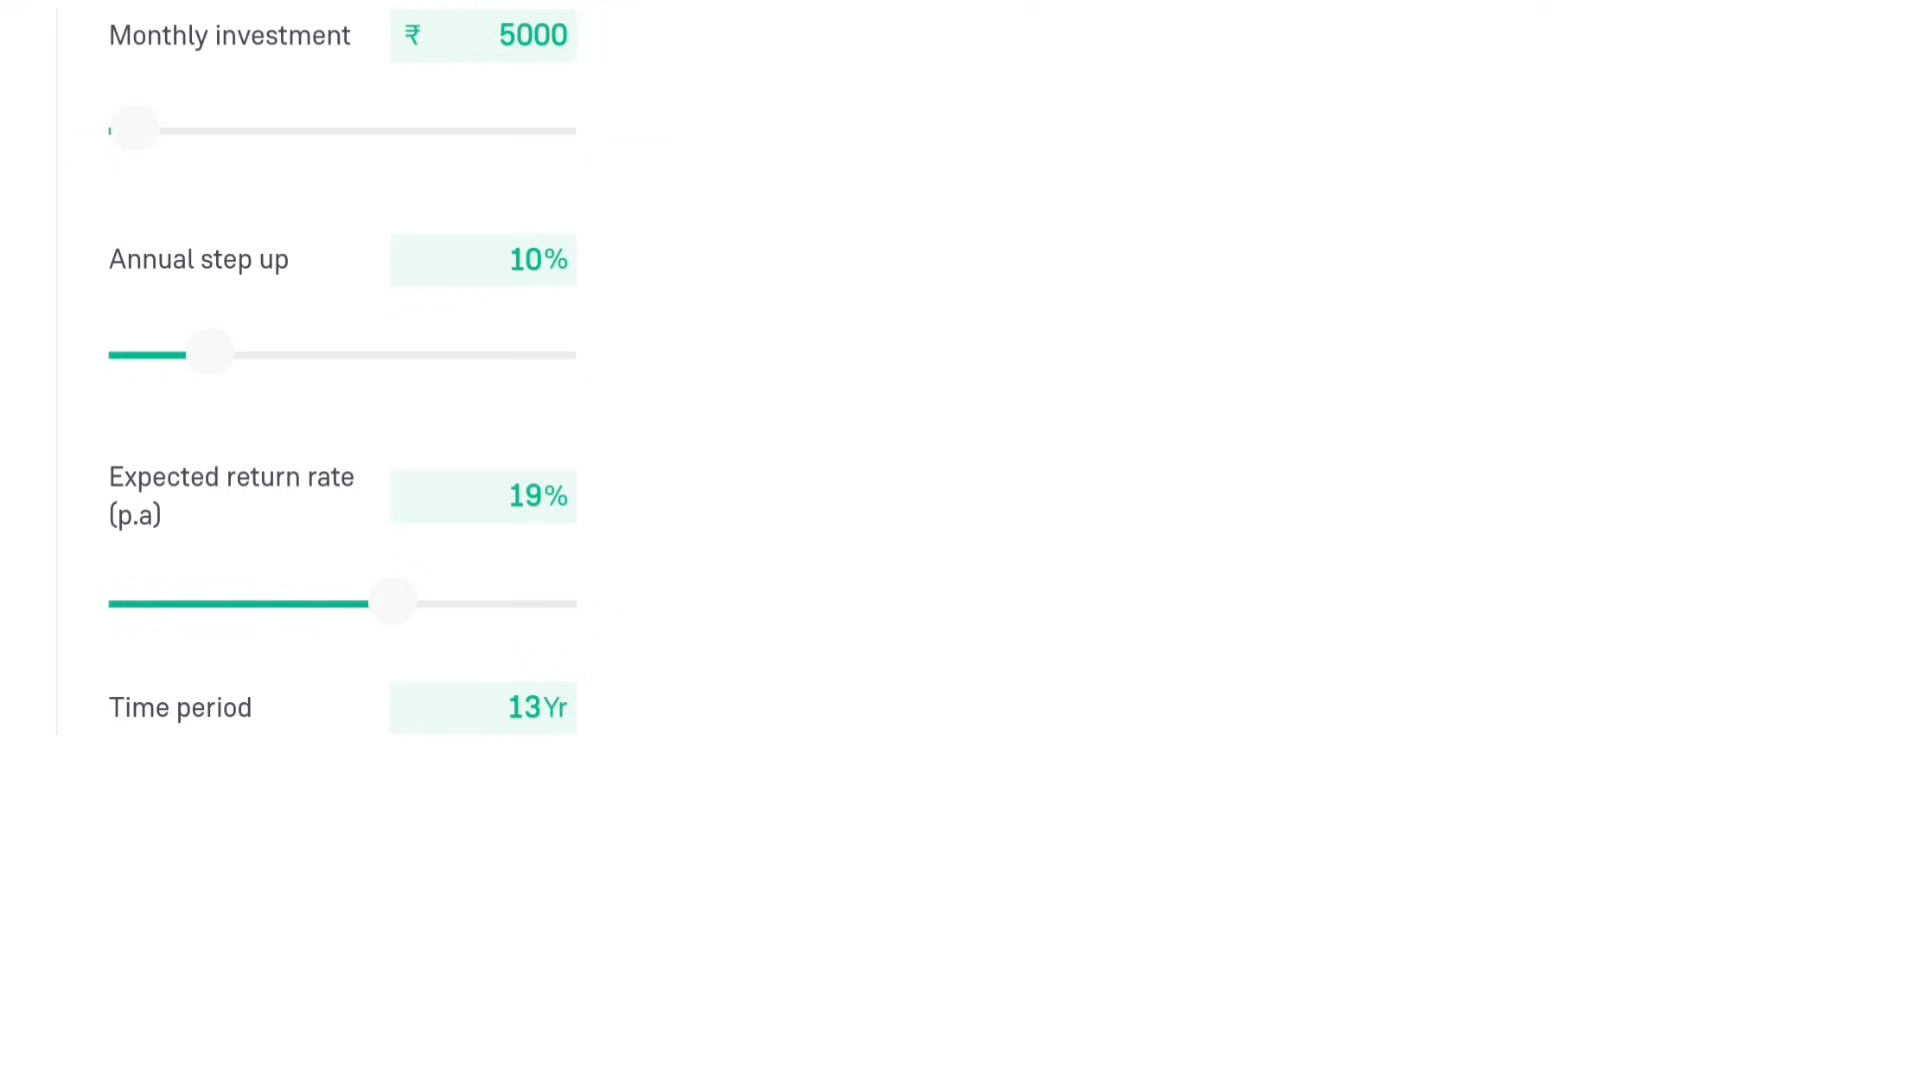 Monthly investment ₹ 5000
Annual step up 10%
Expected return rate
(p.a) 19%
Time period 13Yr